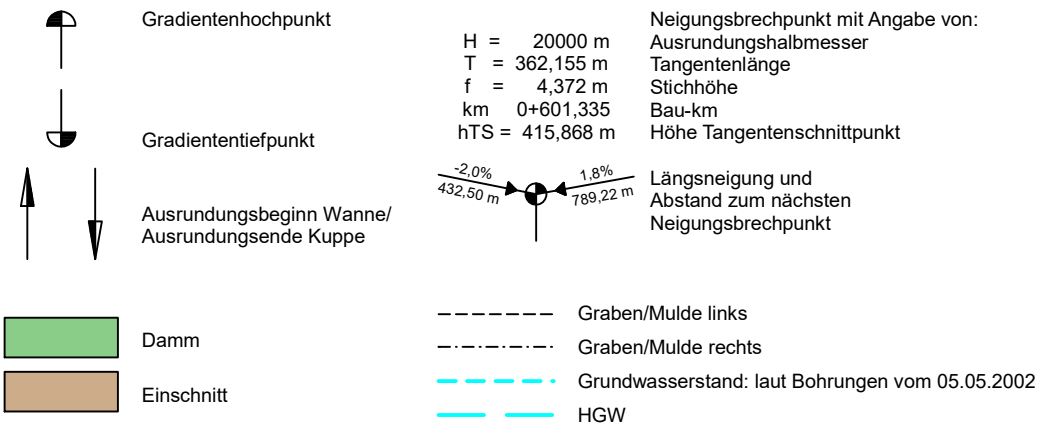 Gradientenhochpunkt
Gradiententiefpunkt
Ausrundungsbeginn Wanne/
Ausrundungsende Kuppe
Neigungsbrechpunkt mit Angabe von:
H = 20000 m Ausrundungshalbmesser
T = 362,155 m Tangentenlänge
f = 4,372 m Stichhöhe
km 0+601,335 Bau-km
hTS = 415,868 m Höhe Tangentenschnittpunkt
-2,0%
432,50 m
1,8%
789,22 m
Längsneigung und
Abstand zum nächsten
Neigungsbrechpunkt
Damm
Einschnitt
Graben/Mulde links
Graben/Mulde rechts
Grundwasserstand: laut Bohrungen vom 05.05.2002
HGW